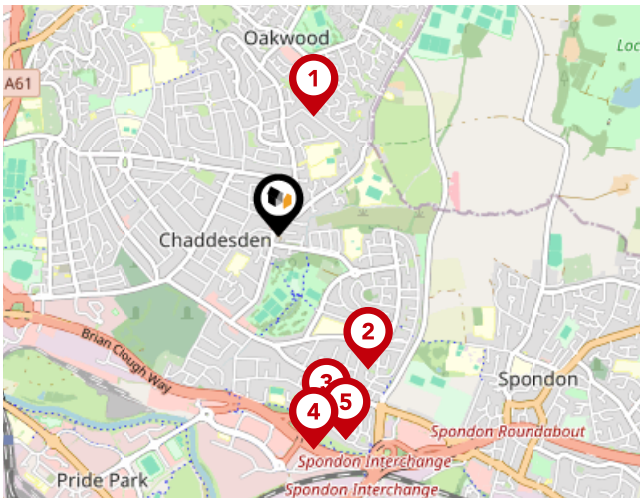 Oakwood
Loc
A61
1
Chaddesden
2
Brian Clough Way
3
5
4
Spondon
Spondon Roundabout
Spondon Interchange
Pride Park
Spondon Interchange